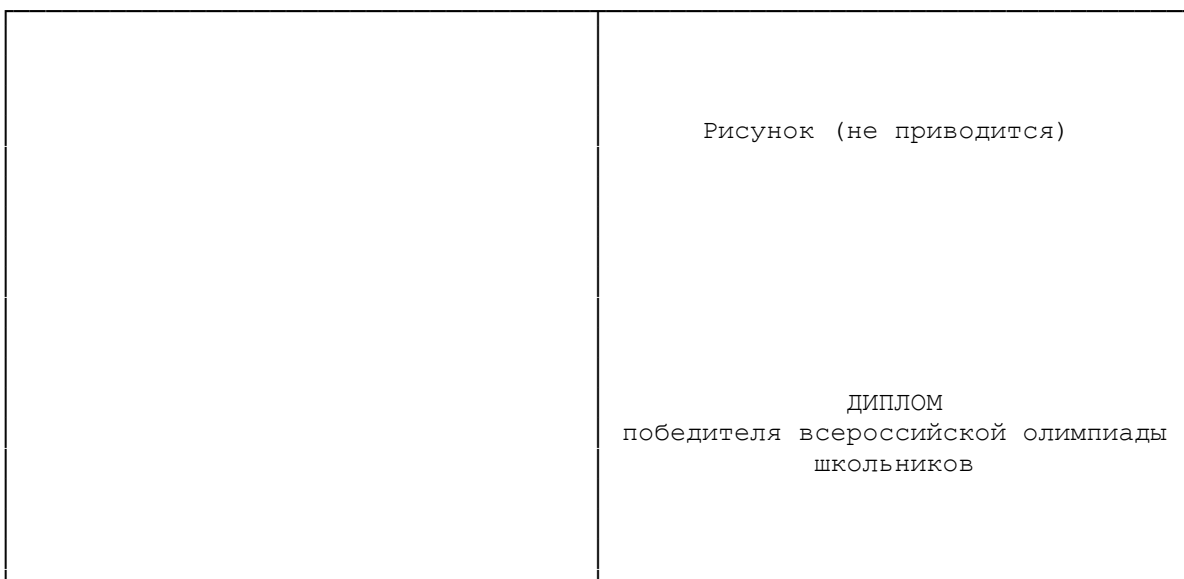 Рисунок (не приводится)
ДИПЛОМ
победителя всероссийской олимпиады
школьников